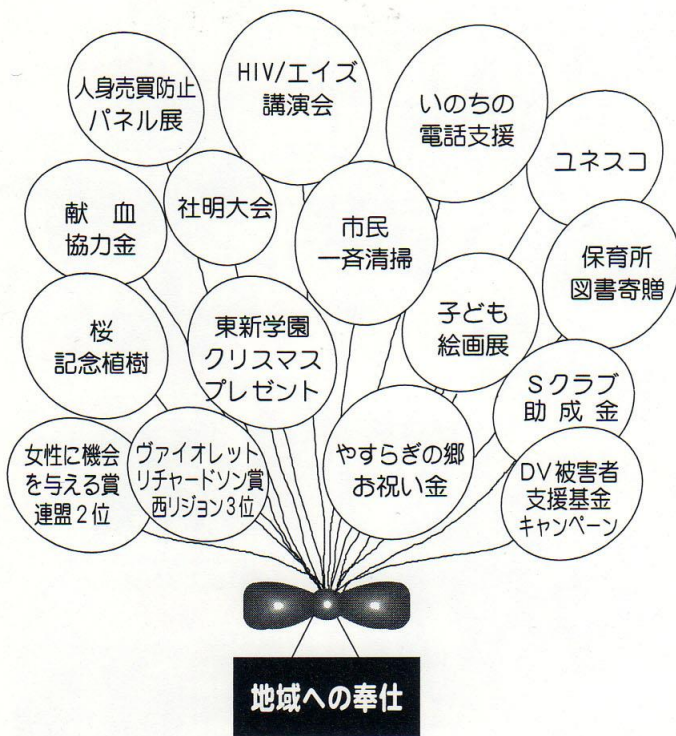 人身売買防止
パネル展
HIV/エイズ
講演会
いのちの
電話支援
ユネスコ
献 血
協力金
社明大会
市民
一斉清掃
保育所
図書寄贈
桜
記念植樹
東新学園
クリスマス
プレゼント
子ども
絵画展
Sクラブ
助 成 金
女性に機会
を与える賞
連盟2位
ヴァイオレット
リチャードソン賞
西リジョン3位
やすらぎの郷
お祝い金
DV被害者
支援基金
キャンペーン
地域への奉仕